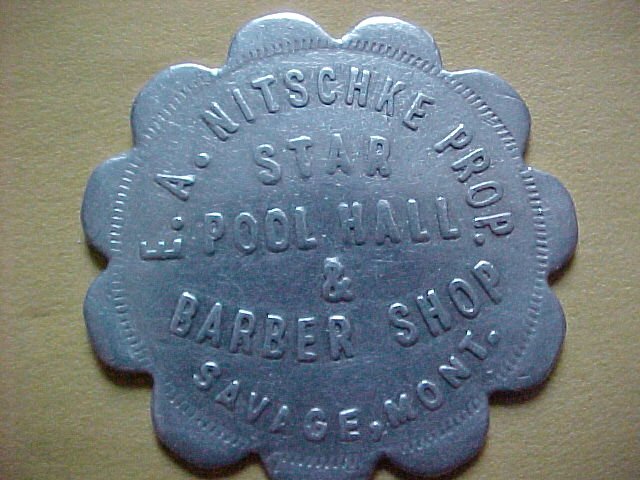 E. A. NITSCHKE PROP.
STAR
POOL HALL
&
BARBER SHOP
SAVAGE, MONT.